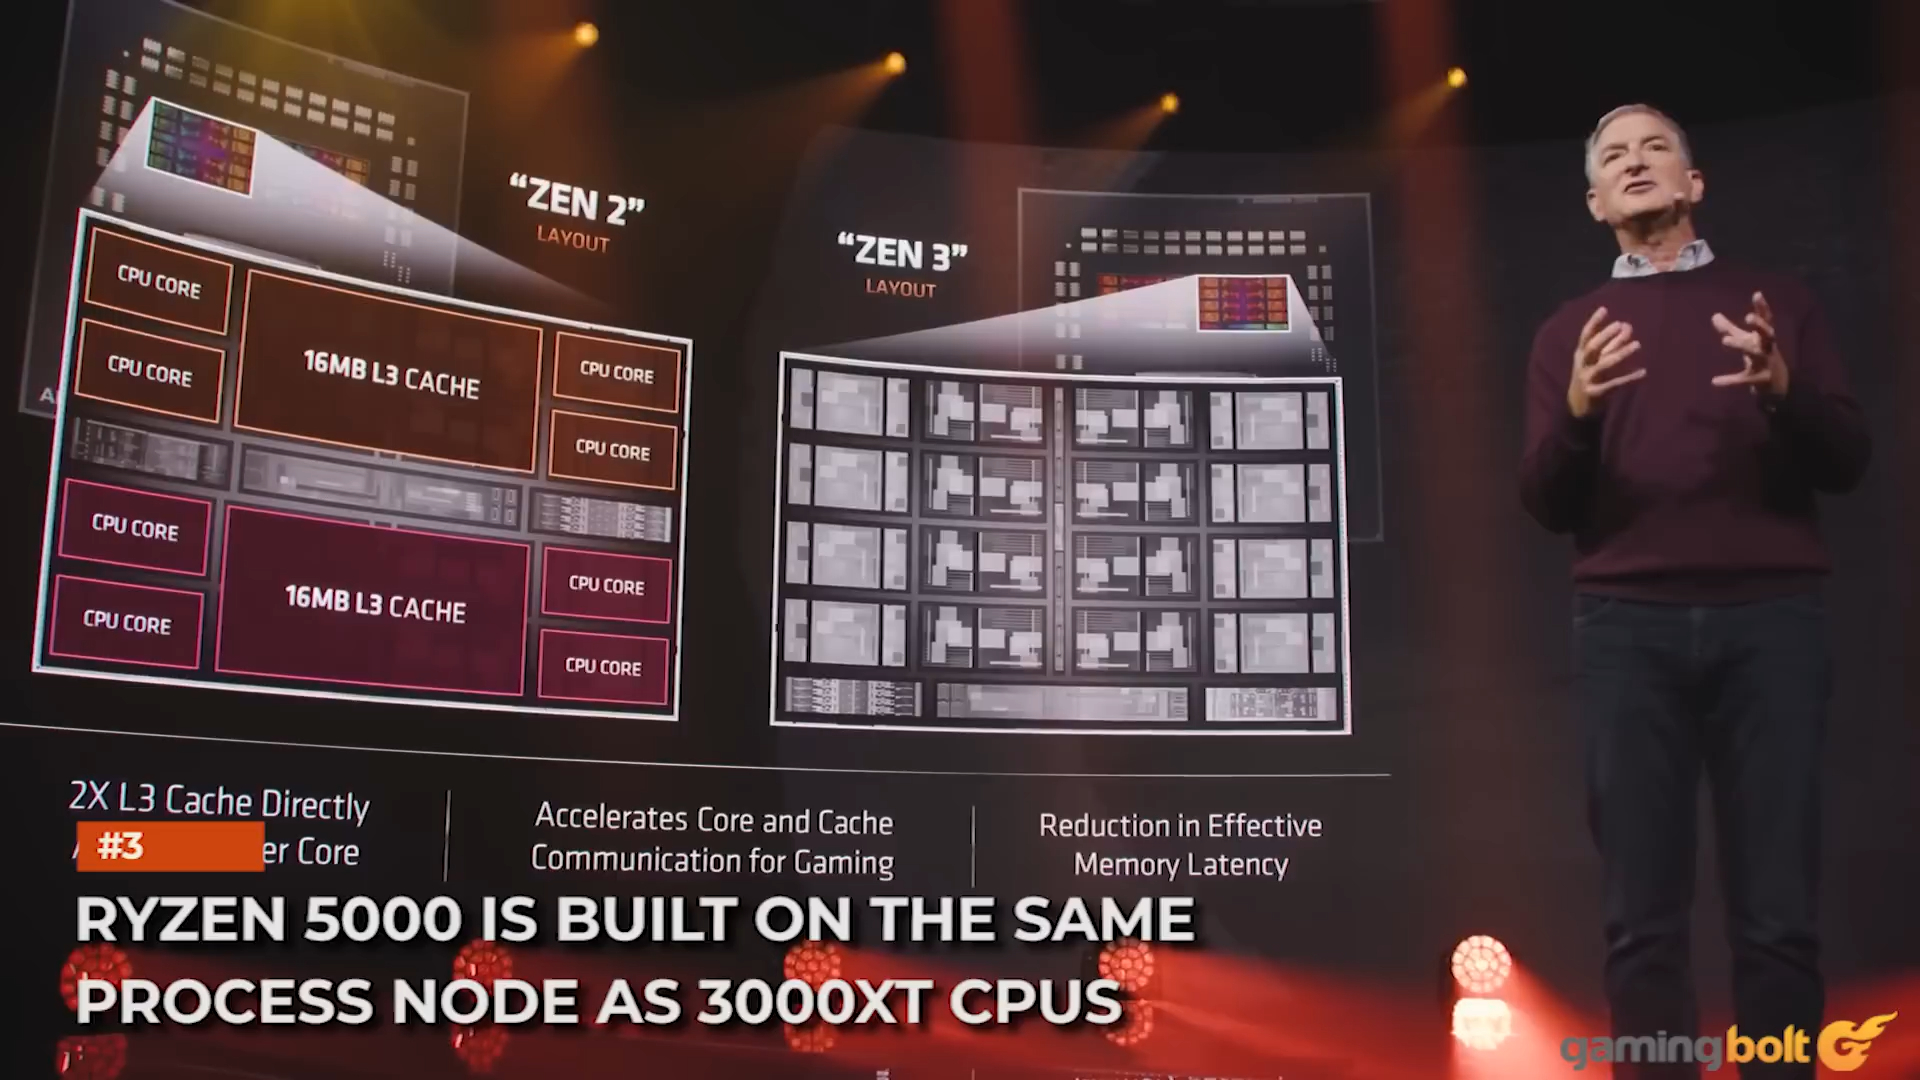 “ZEN 2”
LAYOUT
“ZEN 3”
LAYOUT
CPU CORE
CPU CORE
16MB L3 CACHE
CPU CORE
CPU CORE
CPU CORE
CPU CORE
16MB L3 CACHE
CPU CORE
CPU CORE
2X L3 Cache Directly
er Core
Accelerates Core and Cache
Communication for Gaming
Reduction in Effective
Memory Latency
#3
RYZEN 5000 IS BUILT ON THE SAME
PROCESS NODE AS 3000XT CPUS
gamingbolt